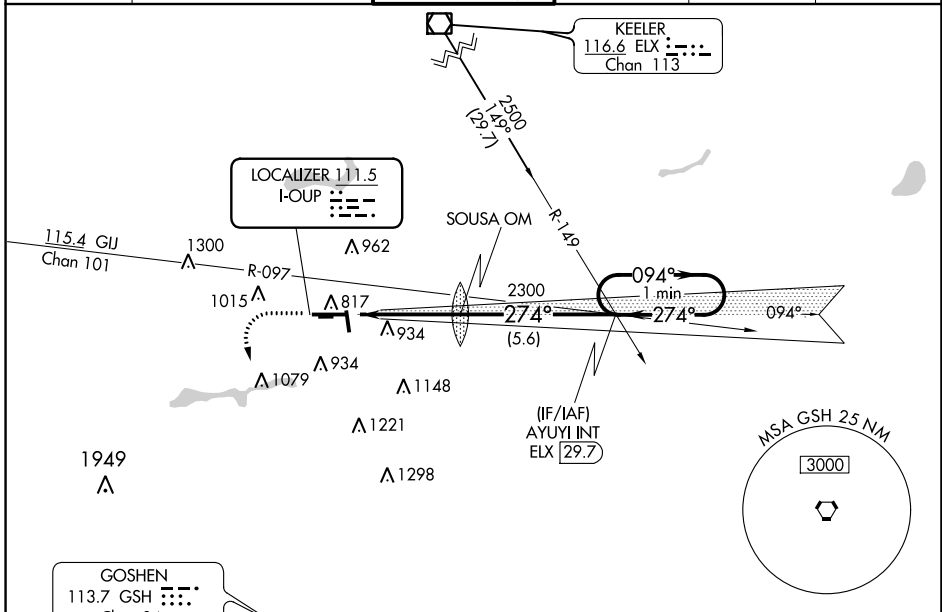 KEELER
116.6 ELX
Chan 113
2500
149°
(29.7)
LOCALIZER 111.5
I-OUP
SOUSA OM
R-149
115.4 GIJ
Chan 101
1300
962
R-097
1015
817
2300
094°
1 min
274°
274°
094°
934
(5.6)
934
1079
1148
(IF/IAF)
AYUYI INT
ELX 29.7
1221
MSA GSH 25 NM
3000
1949
1298
GOSHEN
113.7 GSH